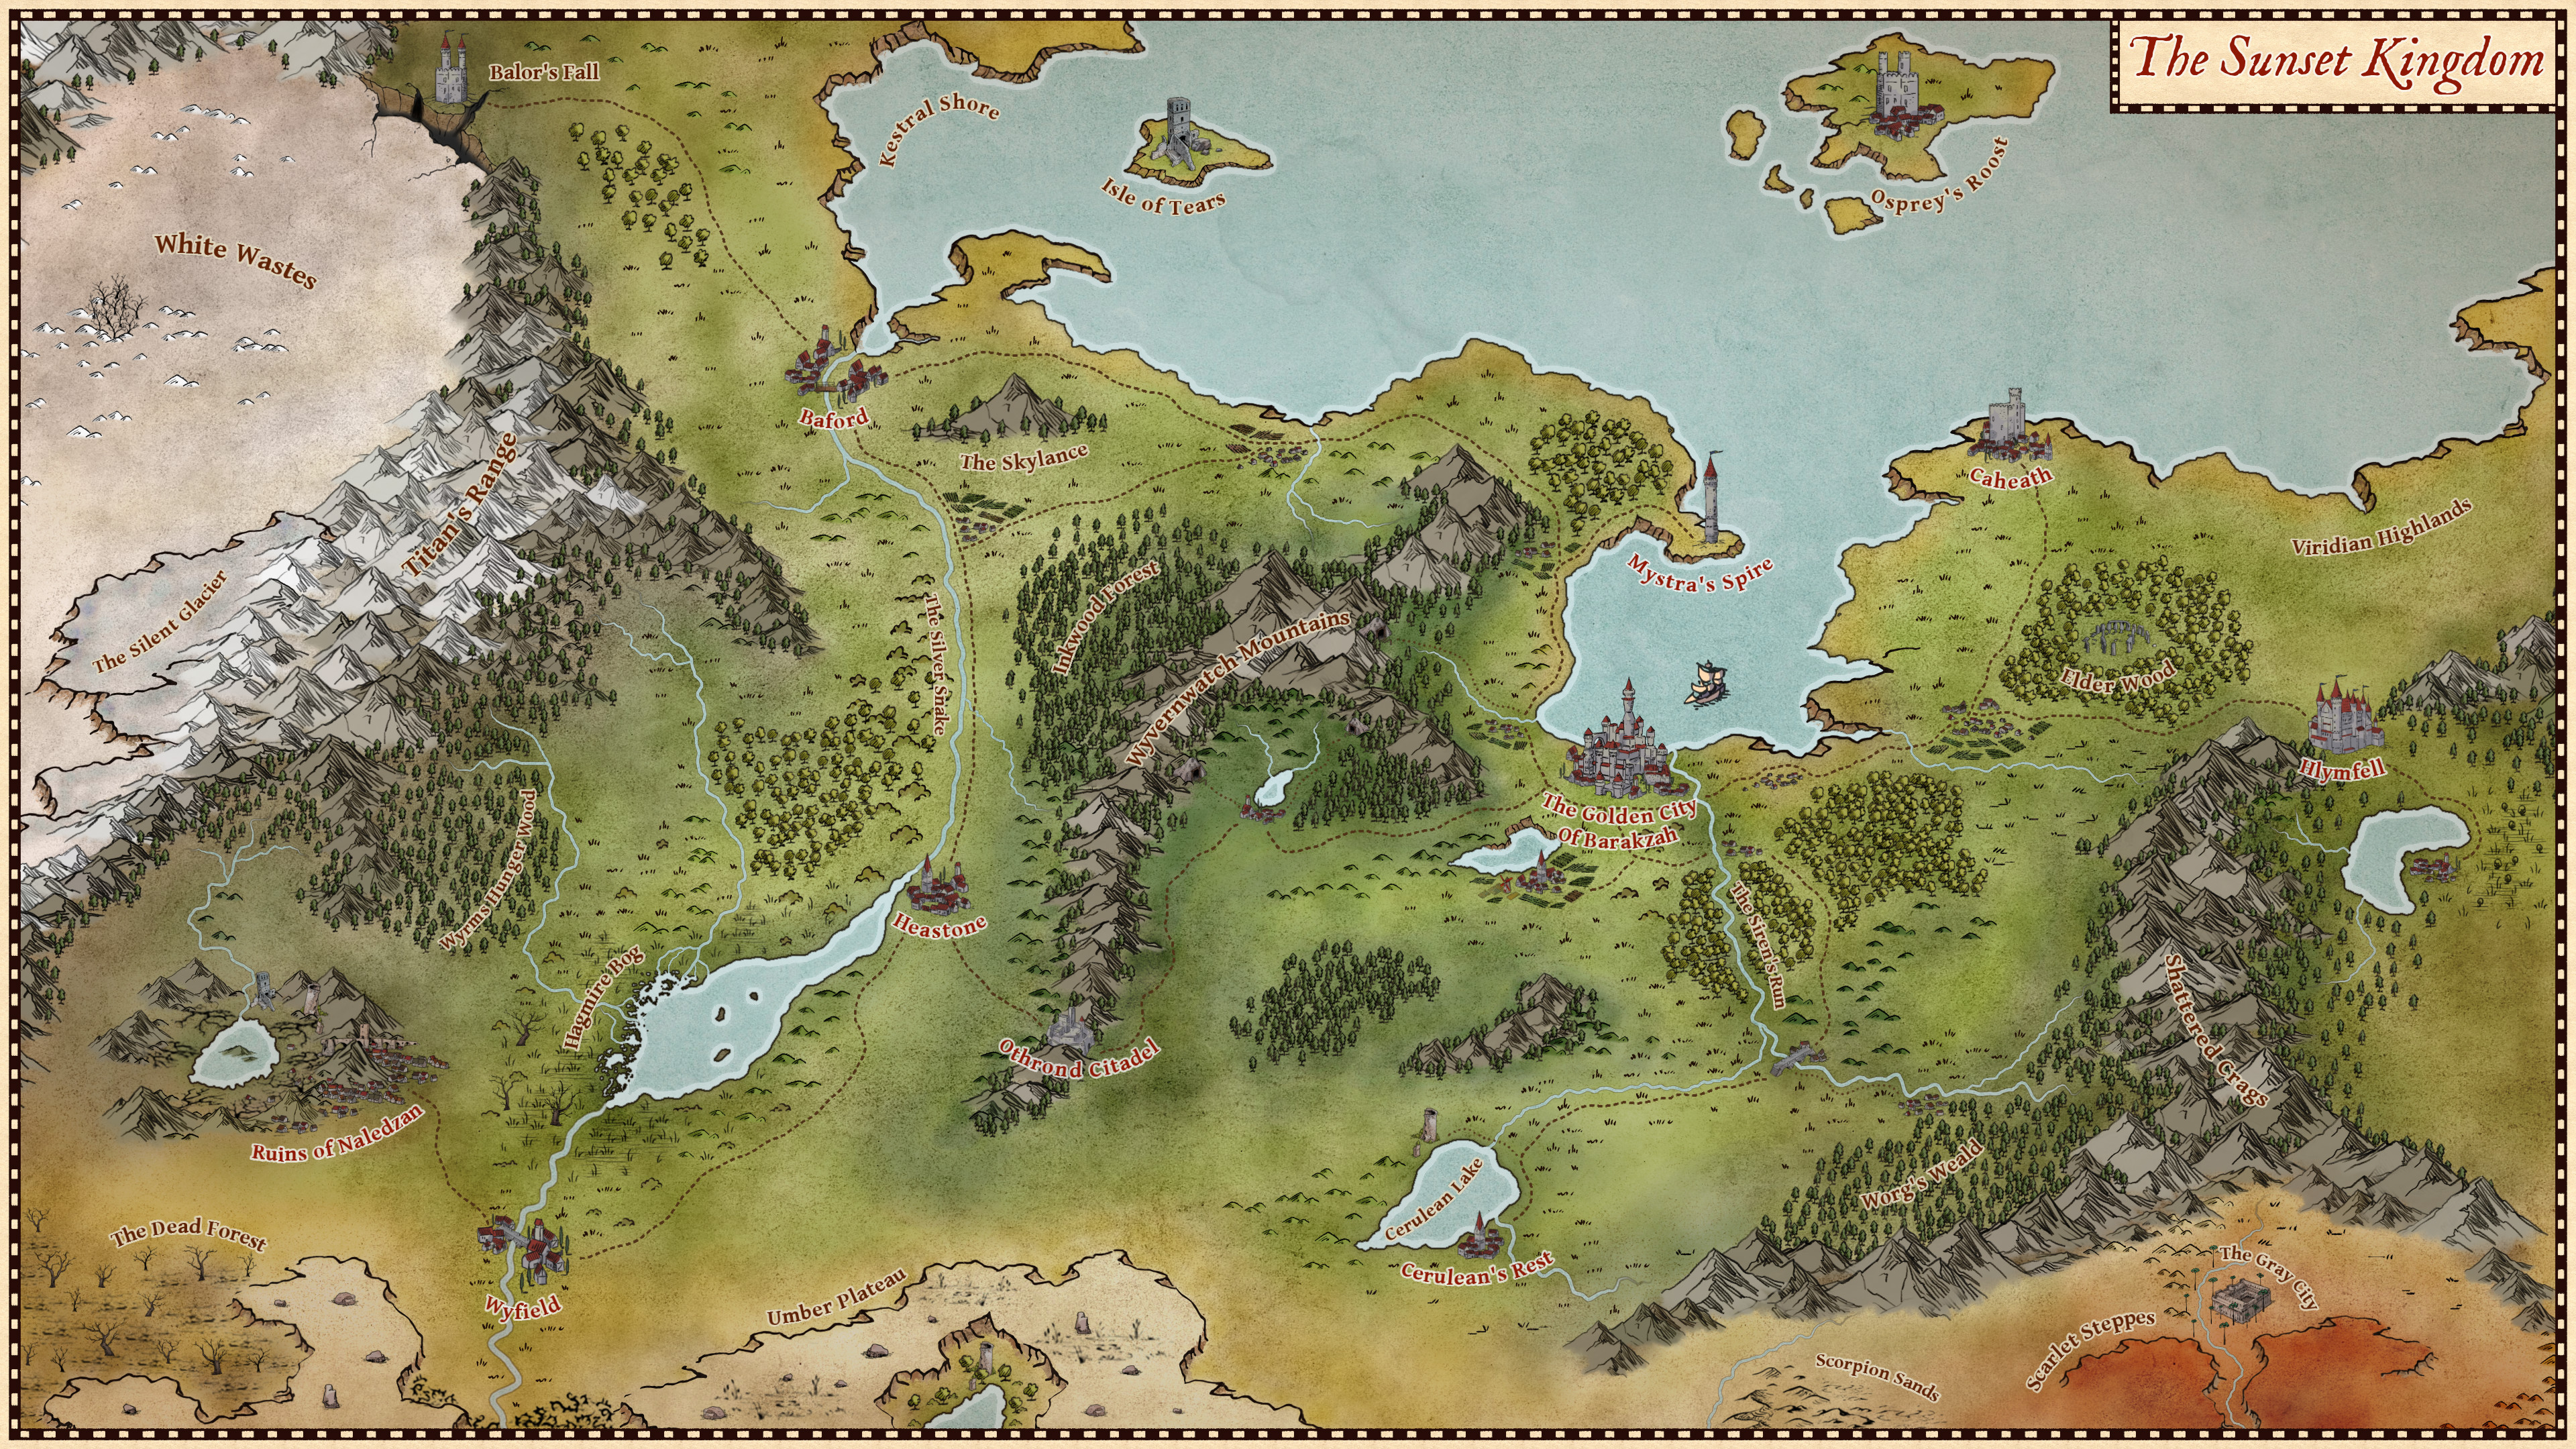 The Sunset Kingdom
Balor's Fall
Kestral Shore
Isle of Tears
Osprey's Roost
White Wastes
Baford
The Skylance
Titan's Range
Caheath
Viridian Highlands
Mystra's Spire
The Silent Glacier
Inkwood Forest
The Silver Snake
Wyvernwatch Mountains
Elder Wood
Hlymfell
The Golden City
Of Barakzah
Wyrms Hunger Wood
Heastone
The Siren's Run
Hagmire Bog
Othrond Citadel
Shattered Crags
Ruins of Naledzan
Cerulean Lake
Worg's Weald
The Dead Forest
Cerulean's Rest
Wyfield
Umber Plateau
The Gray City
Scarlet Steppes
Scorpion Sands